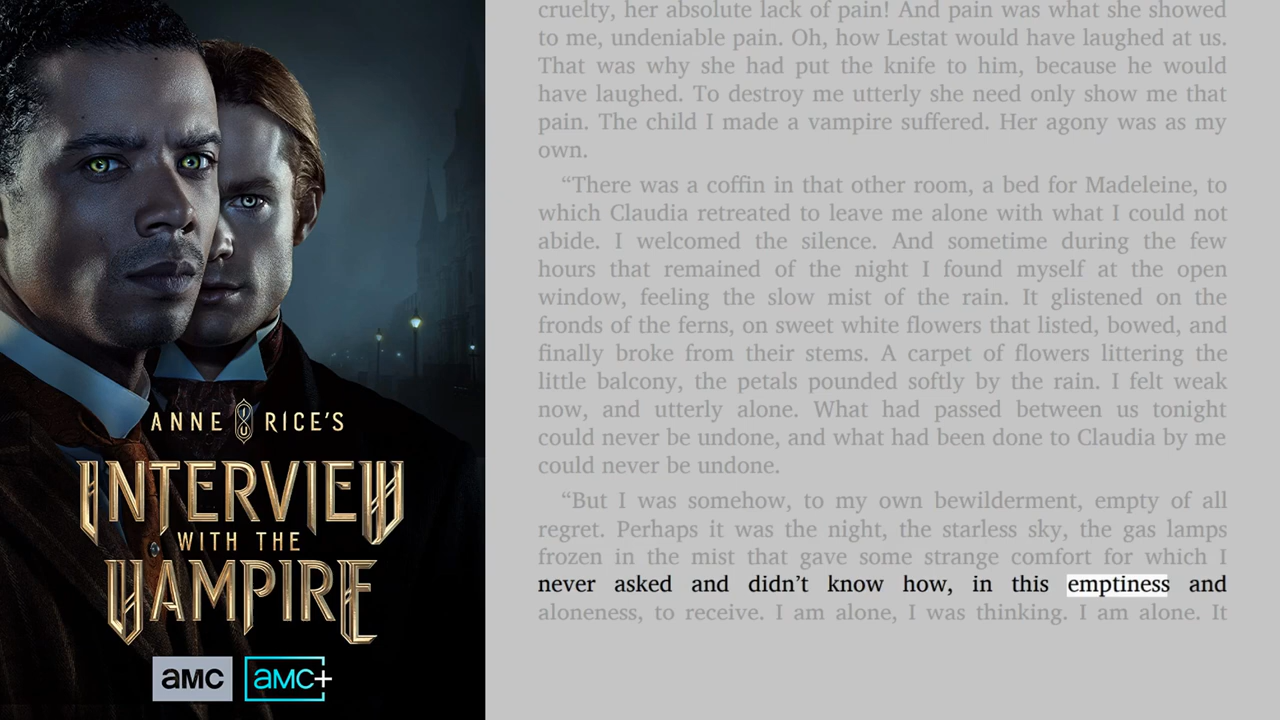 ANNE RICE'S
INTERVIEW
WITH THE
VAMPIRE
amc
amc+
cruelty, her absolute lack of pain! And pain was what she showed
to me, undeniable pain. Oh, how Lestat would have laughed at us.
That was why she had put the knife to him, because he would
have laughed. To destroy me utterly she need only show me that
pain. The child I made a vampire suffered. Her agony was as my
own.
“There was a coffin in that other room, a bed for Madeleine, to
which Claudia retreated to leave me alone with what I could not
abide. I welcomed the silence. And sometime during the few
hours that remained of the night I found myself at the open
window, feeling the slow mist of the rain. It glistened on the
fronds of the ferns, on sweet white flowers that listed, bowed, and
finally broke from their stems. A carpet of flowers littering the
little balcony, the petals pounded softly by the rain. I felt weak
now, and utterly alone. What had passed between us tonight
could never be undone, and what had been done to Claudia by me
could never be undone.
“But I was somehow, to my own bewilderment, empty of all
regret. Perhaps it was the night, the starless sky, the gas lamps
frozen in the mist that gave some strange comfort for which I
never asked and didn’t know how, in this emptiness and
aloneness, to receive. I am alone, I was thinking. I am alone. It